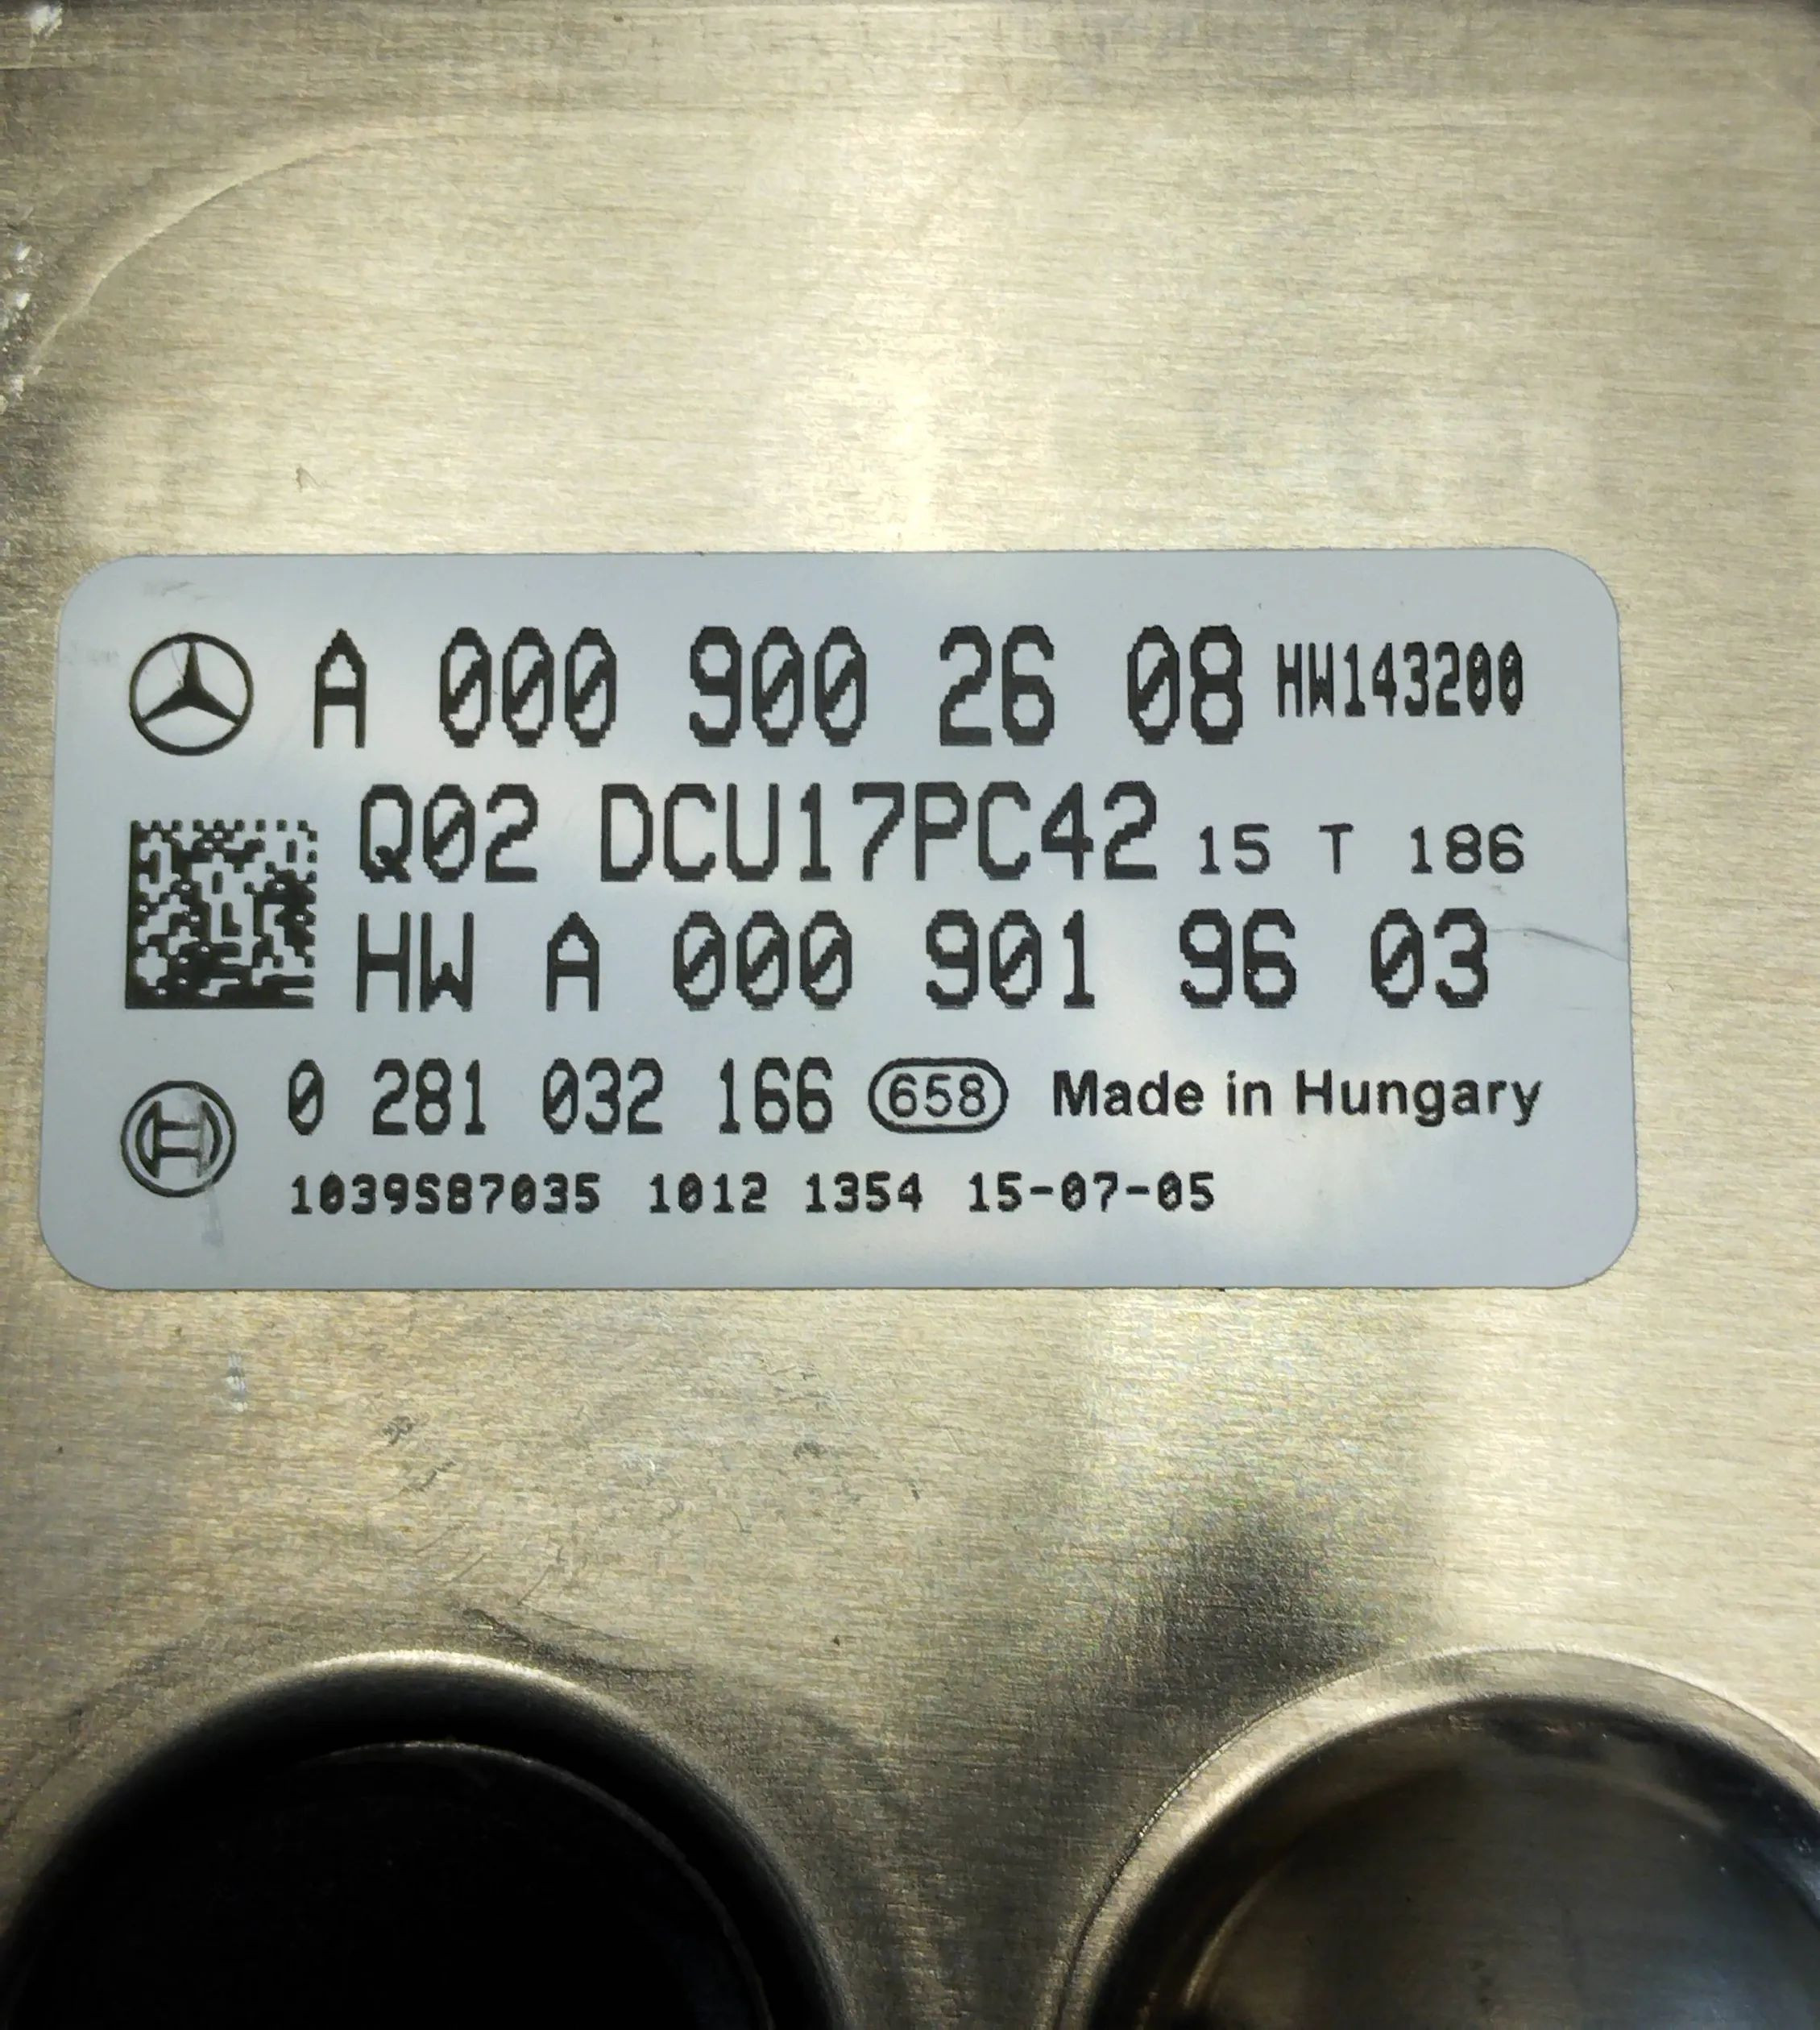 A 000 900 26 08 HW143200
Q02 DCU17PC42 15 T 186
HW A 000 901 96 03
0 281 032 166 658 Made in Hungary
1039S87035 1012 1354 15-07-05